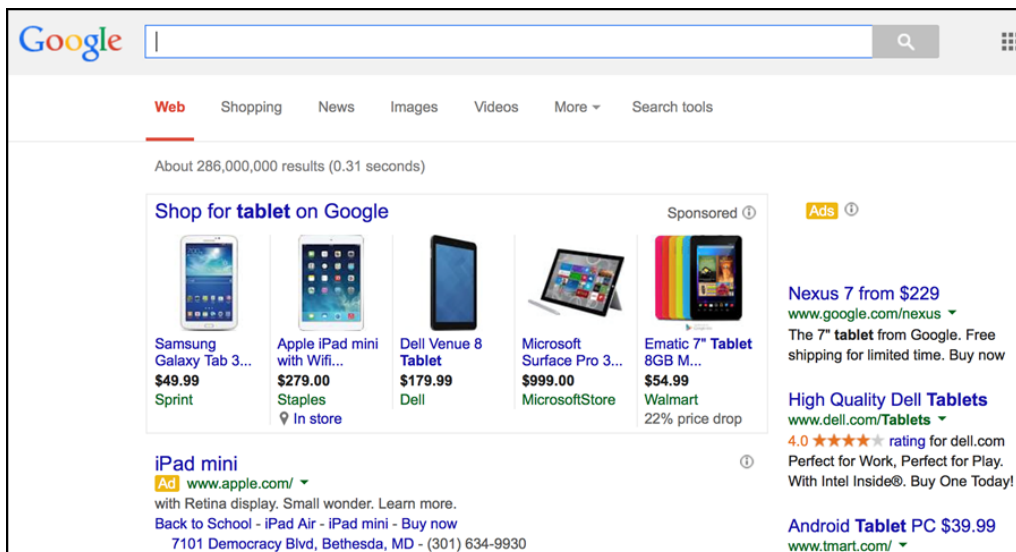 Google
Web Shopping News Images Videos More Search tools
About 286,000,000 results (0.31 seconds)
Shop for tablet on Google
Sponsored
Samsung
Galaxy Tab 3...
$49.99
Sprint
Apple iPad mini
with Wifi...
$279.00
Staples
In store
Dell Venue 8
Tablet
$179.99
Dell
Microsoft
Surface Pro 3...
$999.00
MicrosoftStore
Ematic 7" Tablet
8GB M...
$54.99
Walmart
22% price drop
iPad mini
Ad www.apple.com/
with Retina display. Small wonder. Learn more.
Back to School - iPad Air - iPad mini - Buy now
7101 Democracy Blvd, Bethesda, MD - (301) 634-9930
Ads
Nexus 7 from $229
www.google.com/nexus
The 7" tablet from Google. Free
shipping for limited time. Buy now
High Quality Dell Tablets
www.dell.com/Tablets
4.0 ★★★★★ rating for dell.com
Perfect for Work, Perfect for Play.
With Intel Inside®. Buy One Today!
Android Tablet PC $39.99
www.tmart.com/